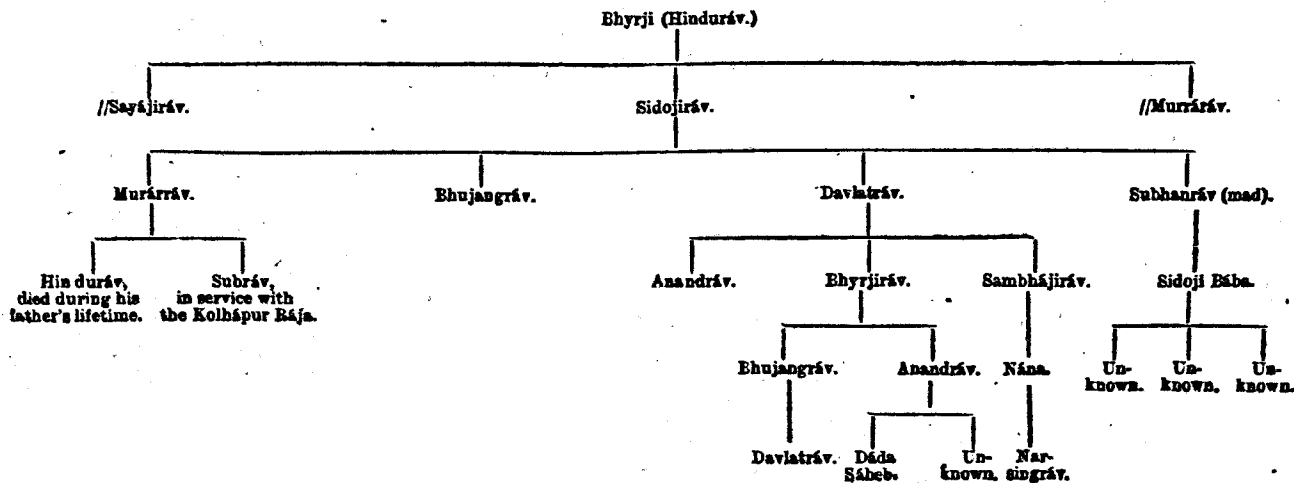 Bhyrji (Hinduráv.)
//Sayájiráv. Sidojiráv. //Murráráv.
Murárráv. Bhujangráv. Davlatráv. Subhanráv (mad).
Hin duráv, Subráv, Anandráv. Bhyrjiráv. Sambhájiráv. Sidoji Bába.
died during his in service with
father's lifetime. the Kolhápur Rája.
Bhujangráv. Anandráv. Nána. Un- Un- Un-
known. known. known.
Davlatráv. Dáda Un- Nar-
Sáheb. known. singráv.